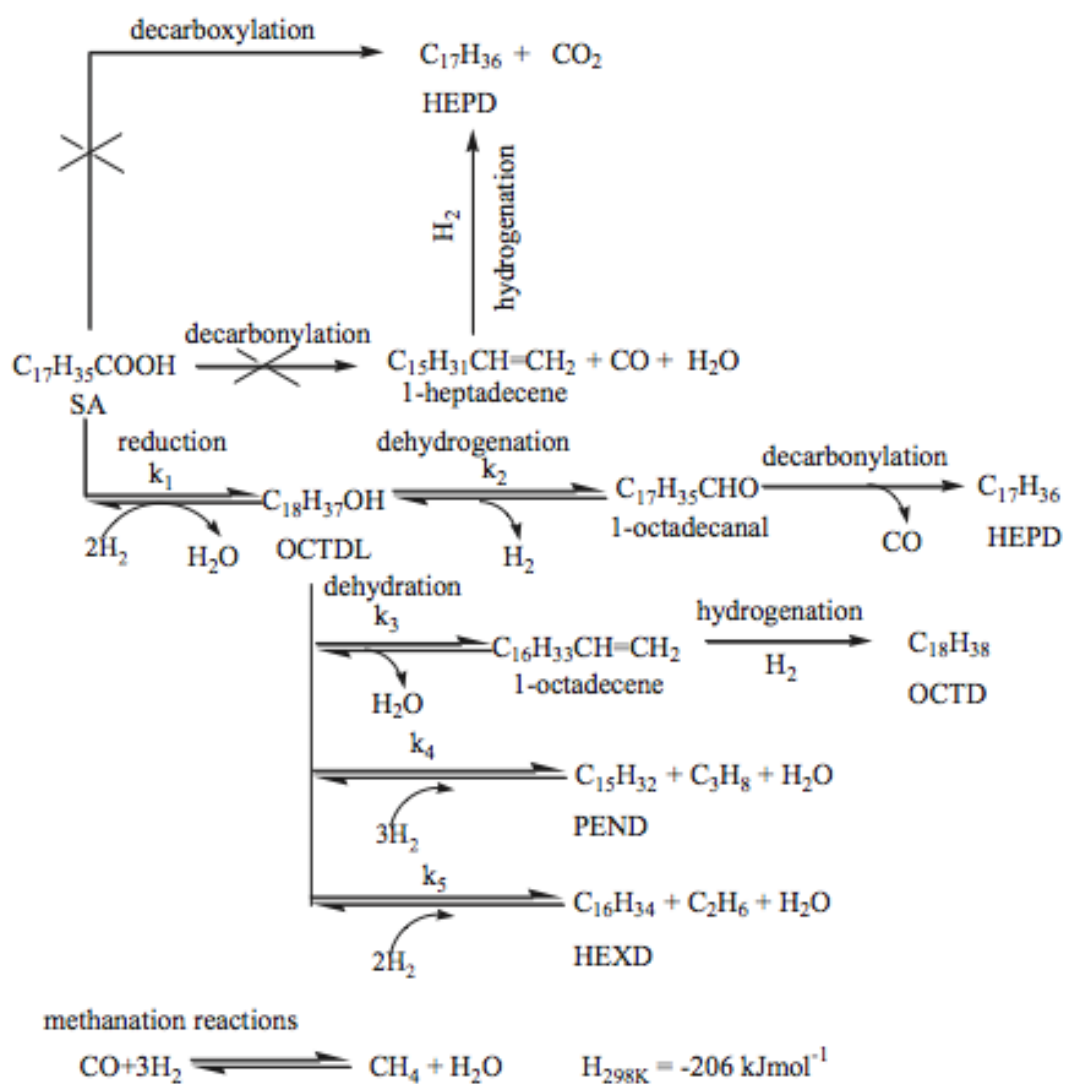 decarboxylation
C₁₇H₃₆ + CO₂
HEPD
H₂
hydrogenation
decarbonylation
C₁₇H₃₅COOH
C₁₅H₃₁CH=CH₂ + CO + H₂O
SA
1-heptadecene
reduction
dehydrogenation
decarbonylation
k₁
k₂
C₁₈H₃₇OH
C₁₇H₃₅CHO
C₁₇H₃₆
1-octadecanal
2H₂
H₂O
OCTDL
H₂
CO
HEPD
dehydration
k₃
hydrogenation
C₁₆H₃₃CH=CH₂
C₁₈H₃₈
1-octadecene
H₂
H₂O
OCTD
k₄
C₁₅H₃₂ + C₃H₈ + H₂O
3H₂
PEND
k₅
C₁₆H₃₄ + C₂H₆ + H₂O
2H₂
HEXD
methanation reactions
CO+3H₂ ⇌ CH₄ + H₂O H₂₉₈K = -206 kJmol⁻¹